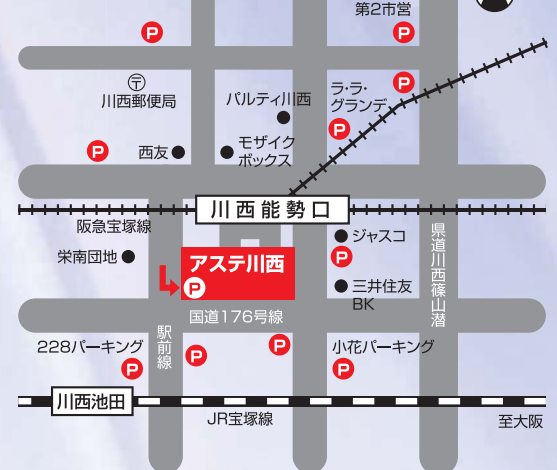 第2市営
P
P
〒
川西郵便局
パルティ川西
ラ・ラ・
グランデ
P
P
P
西友
モザイク
ボックス
川西能勢口
阪急宝塚線
栄南団地
アステ川西
P
ジャスコ
P
三井住友
BK
県道川西篠山潜
国道176号線
駅前線
228パーキング
P
P
P
小花パーキング
P
川西池田
JR宝塚線
至大阪